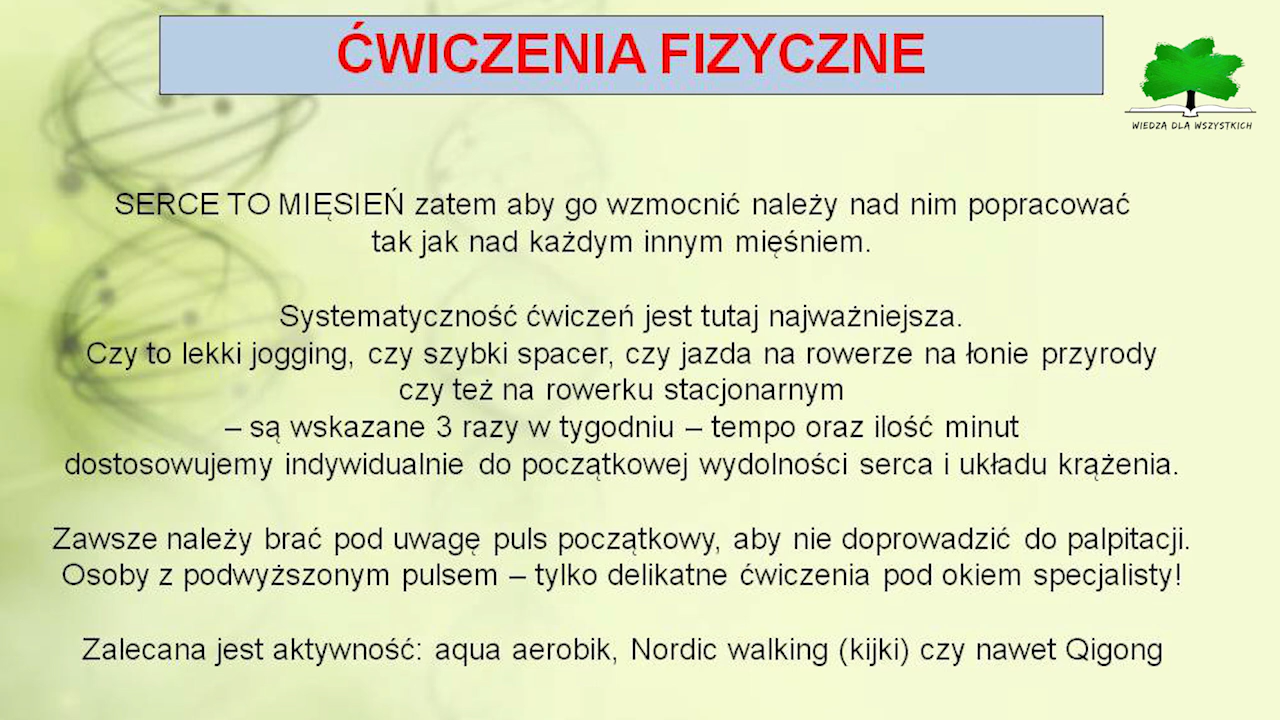 ĆWICZENIA FIZYCZNE
WIEDZA DLA WSZYSTKICH
SERCE TO MIĘSIEŃ zatem aby go wzmocnić należy nad nim popracować
tak jak nad każdym innym mięśniem.
Systematyczność ćwiczeń jest tutaj najważniejsza.
Czy to lekki jogging, czy szybki spacer, czy jazda na rowerze na łonie przyrody
czy też na rowerku stacjonarnym
– są wskazane 3 razy w tygodniu – tempo oraz ilość minut
dostosowujemy indywidualnie do początkowej wydolności serca i układu krążenia.
Zawsze należy brać pod uwagę puls początkowy, aby nie doprowadzić do palpitacji.
Osoby z podwyższonym pulsem – tylko delikatne ćwiczenia pod okiem specjalisty!
Zalecana jest aktywność: aqua aerobik, Nordic walking (kijki) czy nawet Qigong